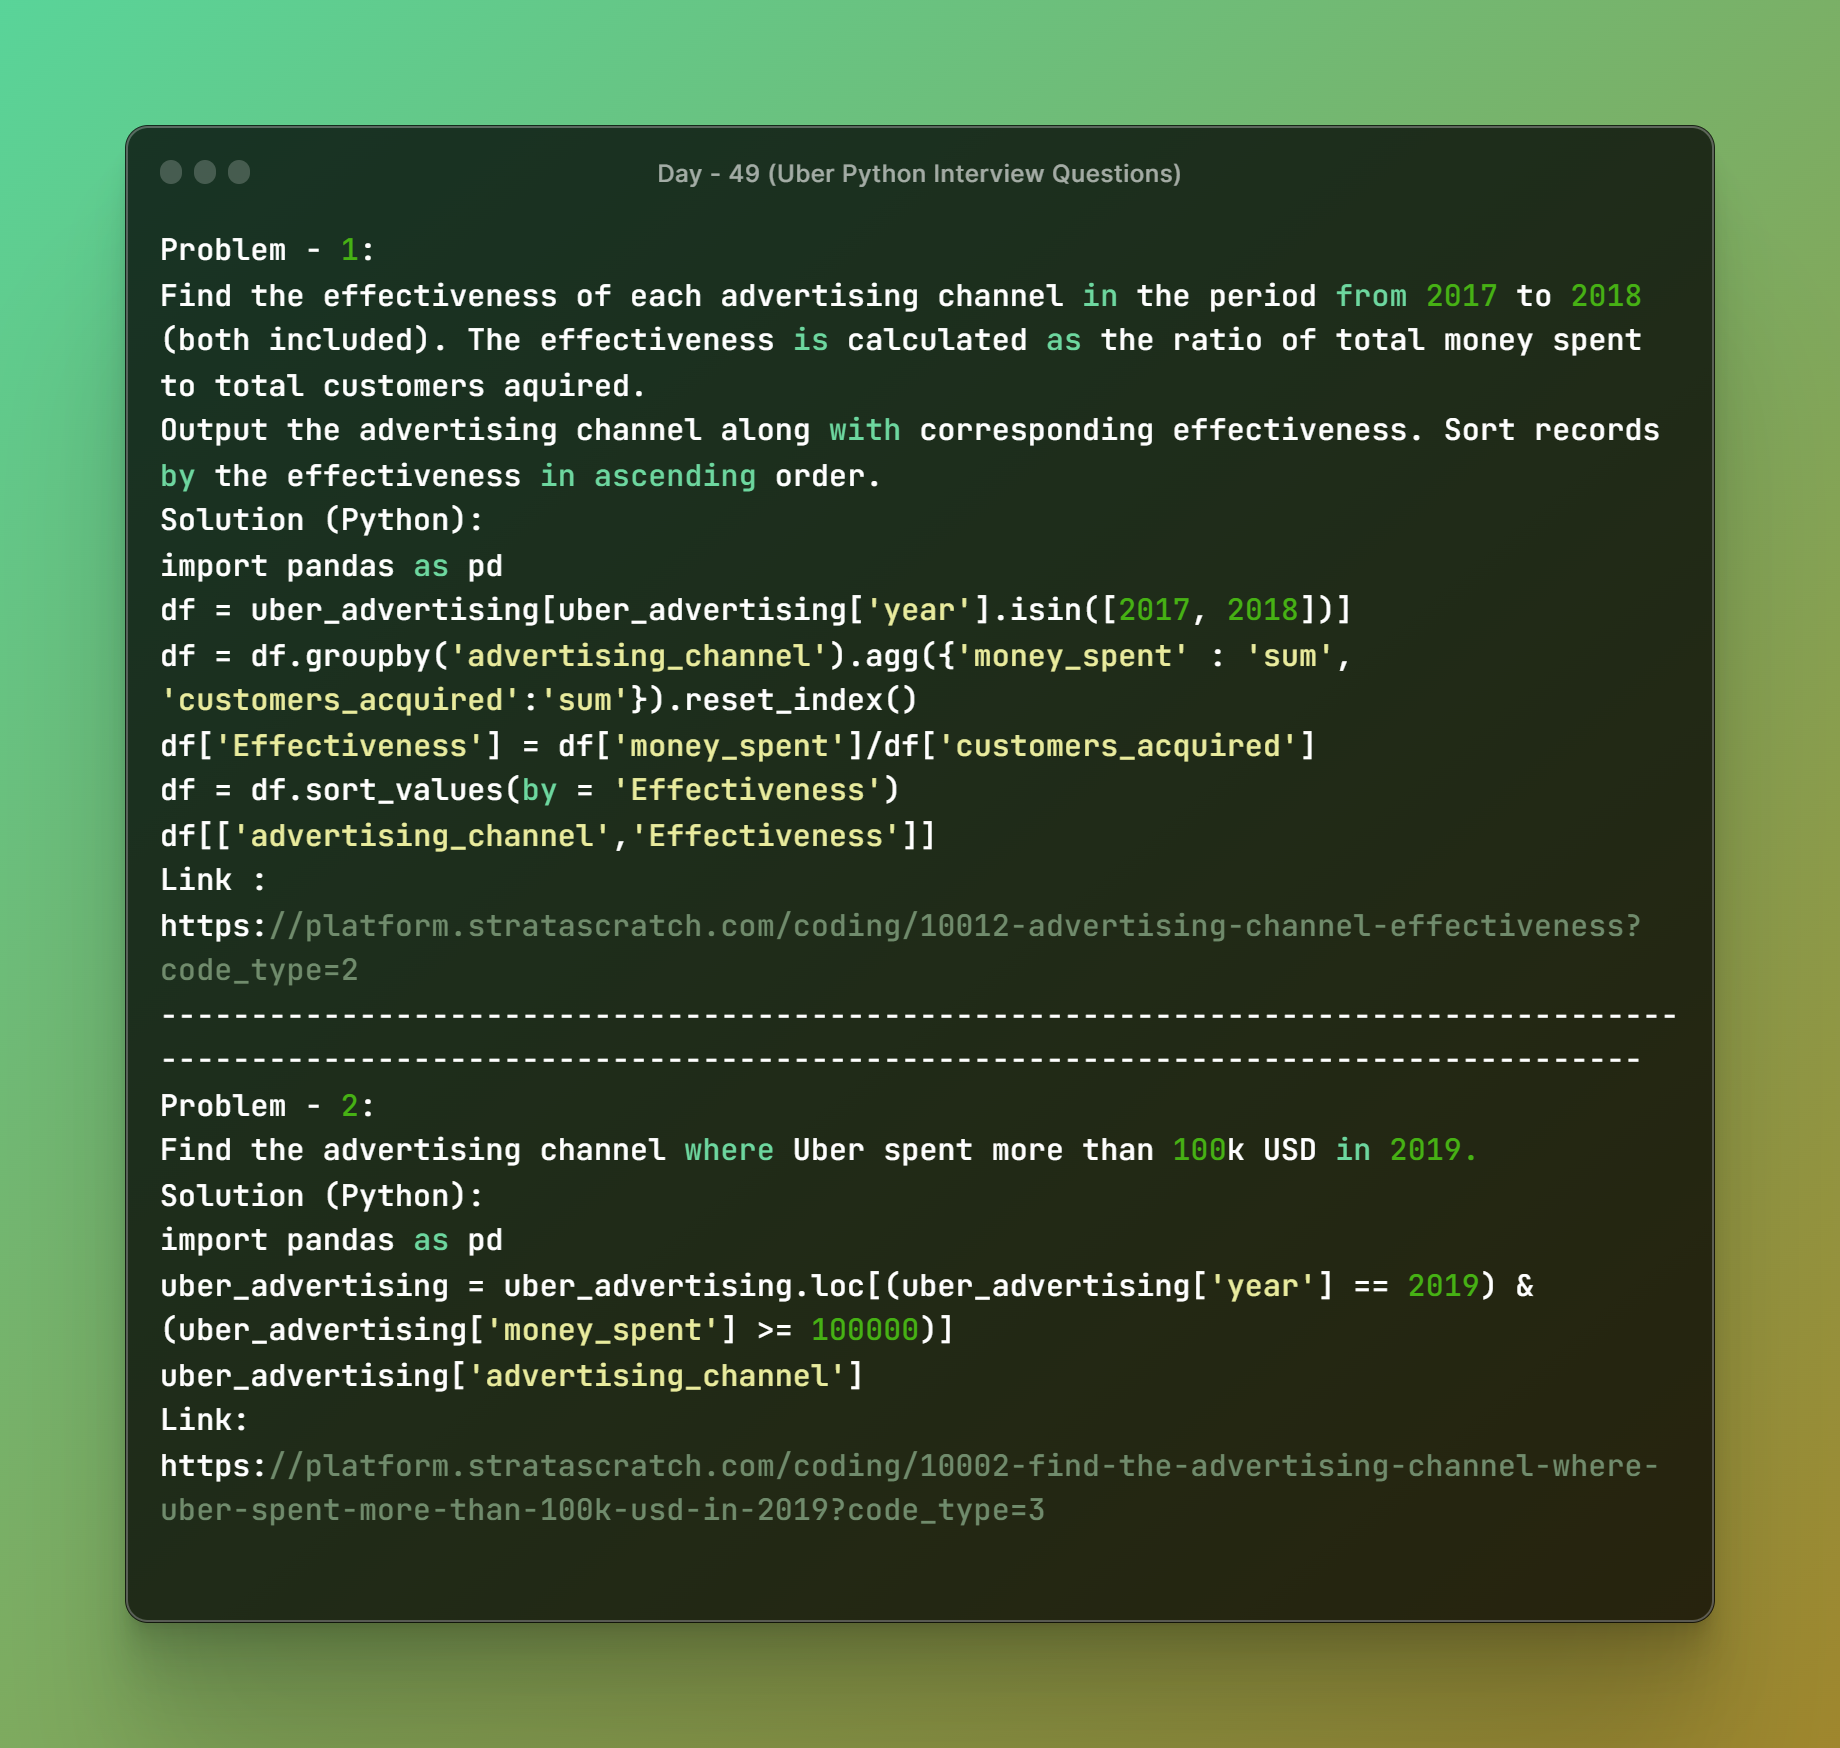 Day - 49 (Uber Python Interview Questions)
Problem - 1:
Find the effectiveness of each advertising channel in the period from 2017 to 2018
(both included). The effectiveness is calculated as the ratio of total money spent
to total customers aquired.
Output the advertising channel along with corresponding effectiveness. Sort records
by the effectiveness in ascending order.
Solution (Python):
import pandas as pd
df = uber_advertising[uber_advertising['year'].isin([2017, 2018])]
df = df.groupby('advertising_channel').agg({'money_spent' : 'sum',
'customers_acquired':'sum'}).reset_index()
df['Effectiveness'] = df['money_spent']/df['customers_acquired']
df = df.sort_values(by = 'Effectiveness')
df[['advertising_channel','Effectiveness']]
Link :
https://platform.stratascratch.com/coding/10012-advertising-channel-effectiveness?
code_type=2
------------------------------------------------------------------------------------
----------------------------------------------------------------------------------
Problem - 2:
Find the advertising channel where Uber spent more than 100k USD in 2019.
Solution (Python):
import pandas as pd
uber_advertising = uber_advertising.loc[(uber_advertising['year'] == 2019) &
(uber_advertising['money_spent'] >= 100000)]
uber_advertising['advertising_channel']
Link:
https://platform.stratascratch.com/coding/10002-find-the-advertising-channel-where-
uber-spent-more-than-100k-usd-in-2019?code_type=3